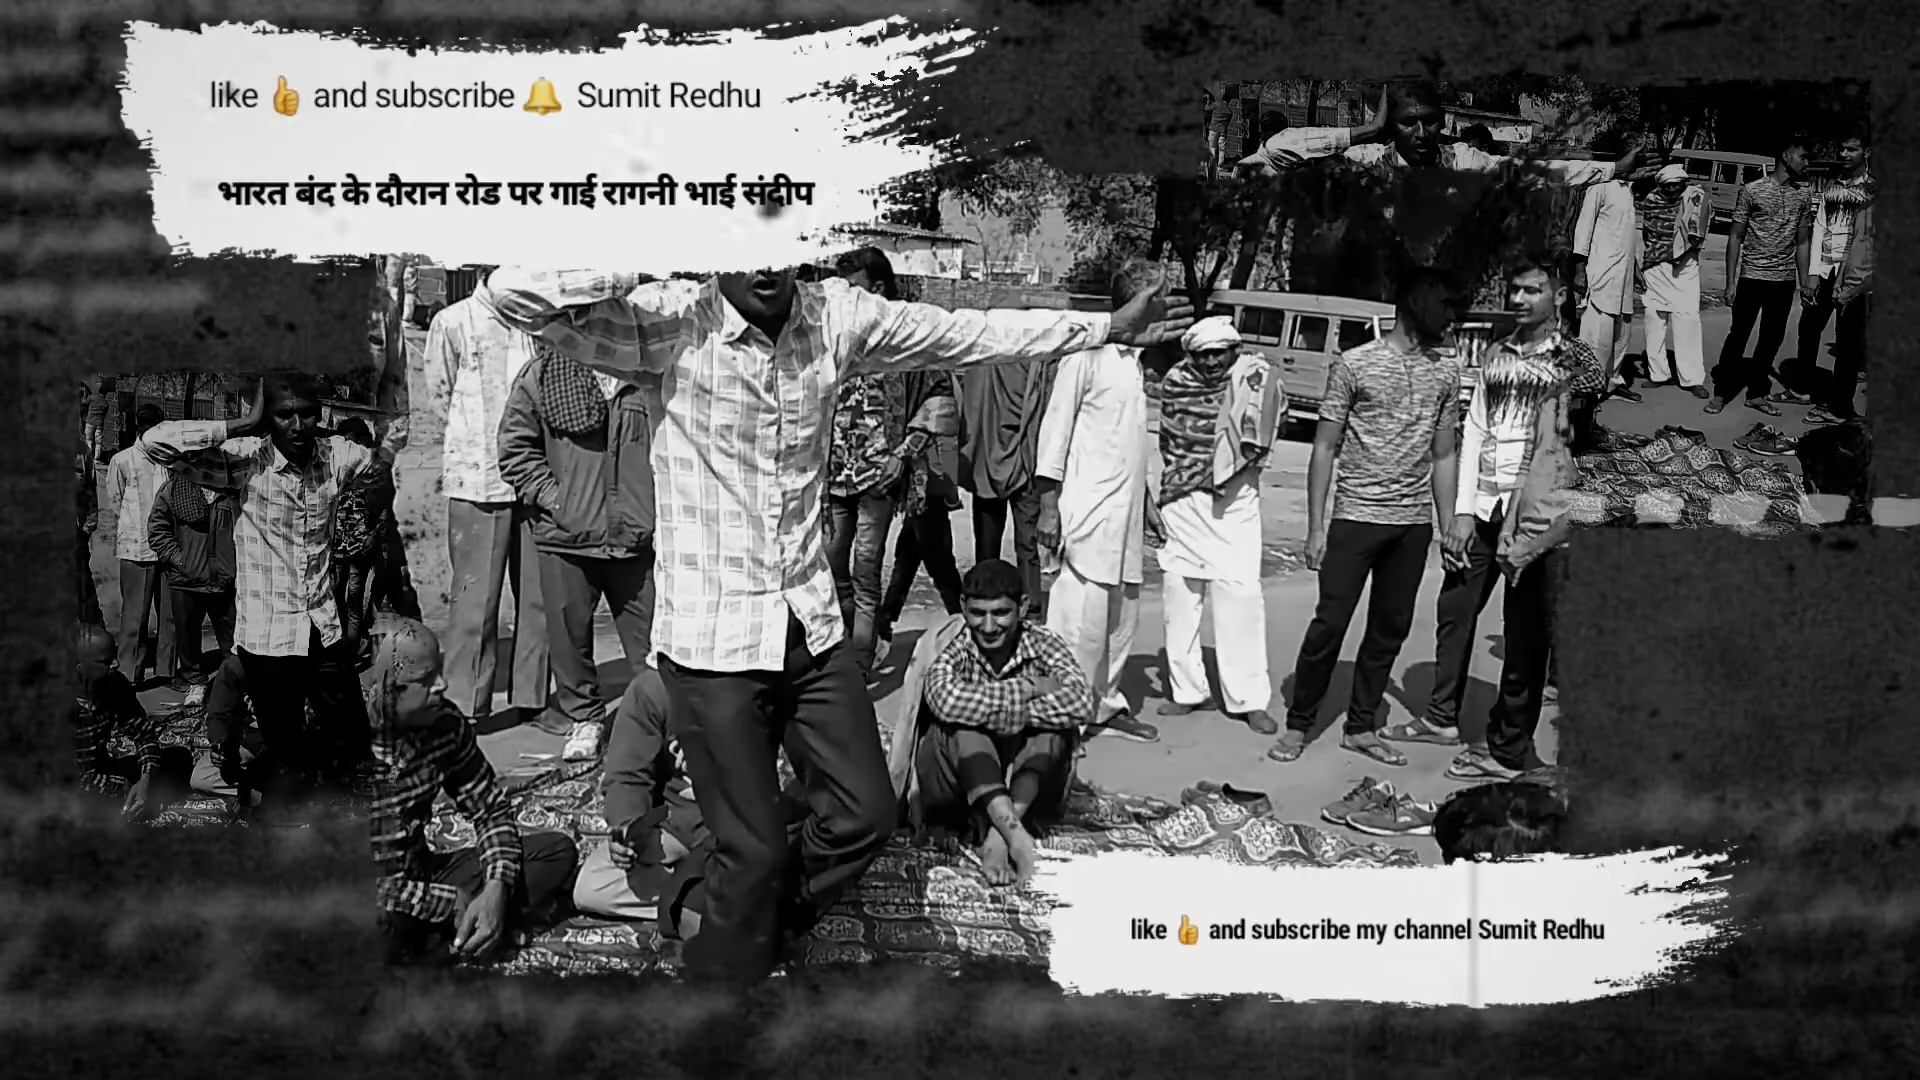 like 👍 and subscribe 🔔 Sumit Redhu
भारत बंद के दौरान रोड पर गाई रागनी भाई संदीप
like 👍 and subscribe my channel Sumit Redhu